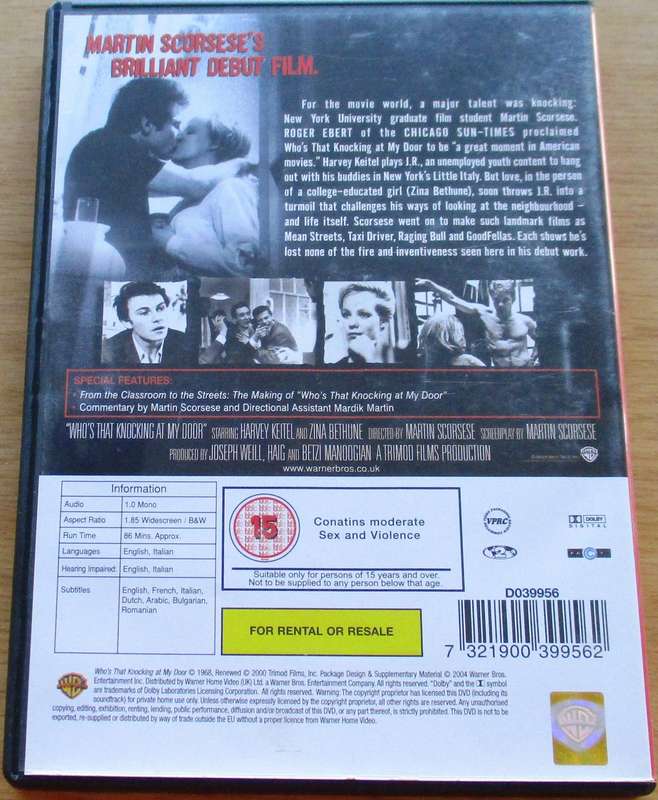 MARTIN SCORSESE'S
BRILLIANT DEBUT FILM.
For the movie world, a major talent was knocking:
New York University graduate film student Martin Scorsese.
ROGER EBERT of the CHICAGO SUN-TIMES proclaimed
Who's That Knocking at My Door to be "a great moment in American
movies." Harvey Keitel plays J.R., an unemployed youth content to hang
out with his buddies in New York's Little Italy. But love, in the person
of a college-educated girl (Zina Bethune), soon throws J.R. into a
turmoil that challenges his ways of looking at the neighbourhood –
and life itself. Scorsese went on to make such landmark films as
Mean Streets, Taxi Driver, Raging Bull and GoodFellas. Each shows he's
lost none of the fire and inventiveness seen here in his debut work.
SPECIAL FEATURES:
· From the Classroom to the Streets: The Making of "Who's That Knocking at My Door"
· Commentary by Martin Scorsese and Directional Assistant Mardik Martin
"WHO'S THAT KNOCKING AT MY DOOR" STARRING HARVEY KEITEL AND ZINA BETHUNE DIRECTED BY MARTIN SCORSESE SCREENPLAY BY MARTIN SCORSESE
PRODUCED BY JOSEPH WEILL, HAIG AND BETZI MANOOGIAN A TRIMOD FILMS PRODUCTION
www.warnerbros.co.uk
Information
Audio 1.0 Mono
Aspect Ratio 1.85 Widescreen / B&W
Run Time 86 Mins. Approx.
Languages English, Italian
Hearing Impaired: English, Italian
Subtitles English, French, Italian,
Dutch, Arabic, Bulgarian,
Romanian
15
Conatins moderate
Sex and Violence
Suitable only for persons of 15 years and over.
Not to be supplied to any person below that age.
FOR RENTAL OR RESALE
VPRC
DOLBY
DIGITAL
D039956
7 321900 399562
Who's That Knocking at My Door © 1968, Renewed © 2000 Trimod Films, Inc. Package Design & Supplementary Material © 2004 Warner Bros.
Entertainment Inc. Distributed by Warner Home Video (UK) Ltd. a Warner Bros. Entertainment Company. All rights reserved. "Dolby" and the symbol
are trademarks of Dolby Laboratories Licensing Corporation. All rights reserved. Warning: The copyright proprietor has licensed this DVD (including its
soundtrack) for private home use only. Unless otherwise expressly licensed by the copyright proprietor, all other rights are reserved. Any unauthorised
copying, editing, exhibition, renting, lending, public performance, diffusion and/or broadcast of this DVD, or any part thereof, is strictly prohibited. This DVD is not to be
exported, re-supplied or distributed by way of trade outside the EU without a proper licence from Warner Home Video.